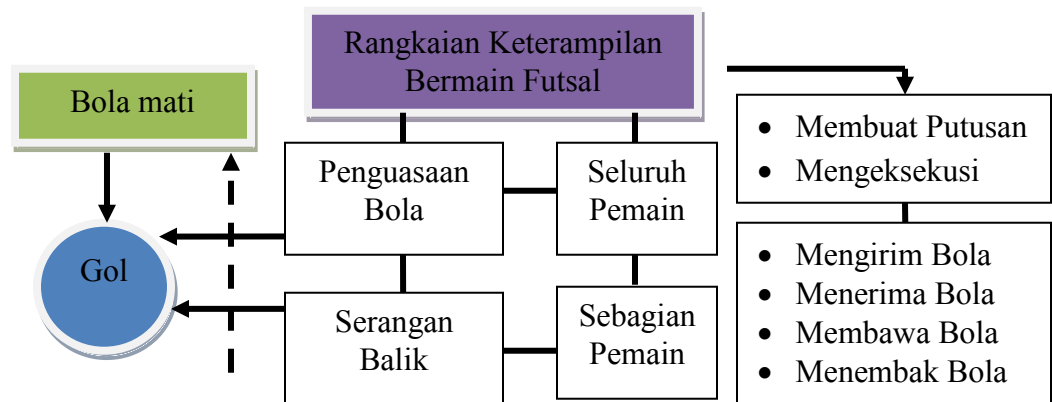 Rangkaian Keterampilan
Bermain Futsal
Bola mati
Gol
Penguasaan
Bola
Seluruh
Pemain
Serangan
Balik
Sebagian
Pemain
• Membuat Putusan
• Mengeksekusi
• Mengirim Bola
• Menerima Bola
• Membawa Bola
• Menembak Bola